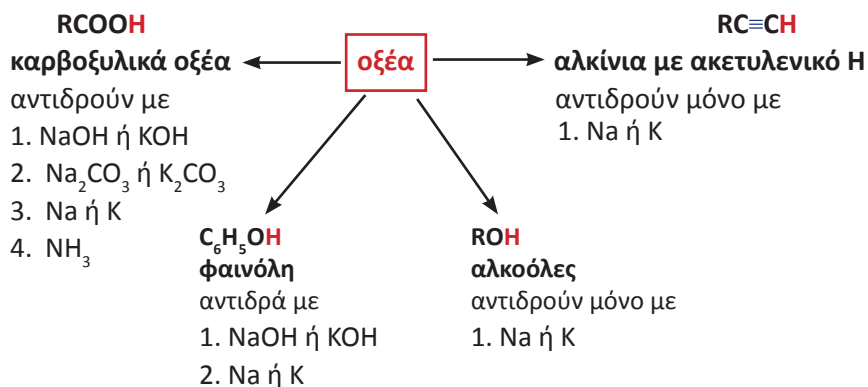 οξέα
RCOOH
καρβοξυλικά οξέα
αντιδρούν με
1. NaOH ή KOH
2. Na₂CO₃ ή K₂CO₃
3. Na ή K
4. NH₃
C₆H₅OH
φαινόλη
αντιδρά με
1. NaOH ή KOH
2. Na ή K
ROH
αλκοόλες
αντιδρούν μόνο με
1. Na ή K
RC≡CH
αλκίνια με ακετυλενικό Η
αντιδρούν μόνο με
1. Na ή K